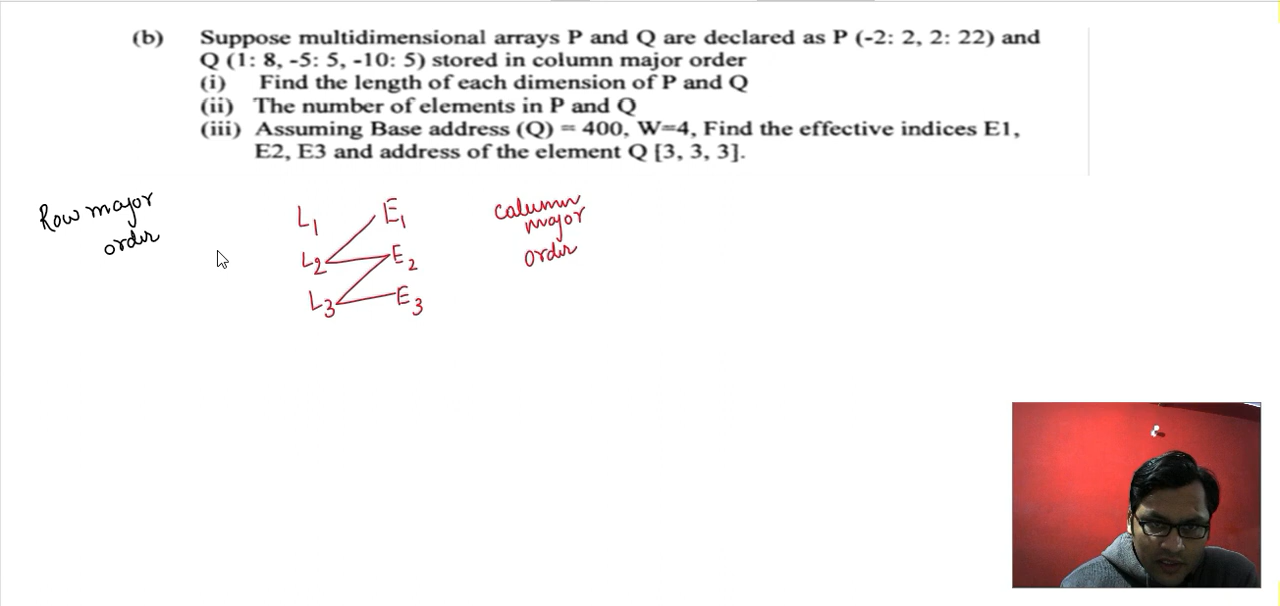 (b) Suppose multidimensional arrays P and Q are declared as P (-2: 2, 2: 22) and
Q (1: 8, -5: 5, -10: 5) stored in column major order
(i) Find the length of each dimension of P and Q
(ii) The number of elements in P and Q
(iii) Assuming Base address (Q) = 400, W=4, Find the effective indices E1,
E2, E3 and address of the element Q [3, 3, 3].
Row major
order
L1 E1
L2 E2
L3 E3
calumn
major
order